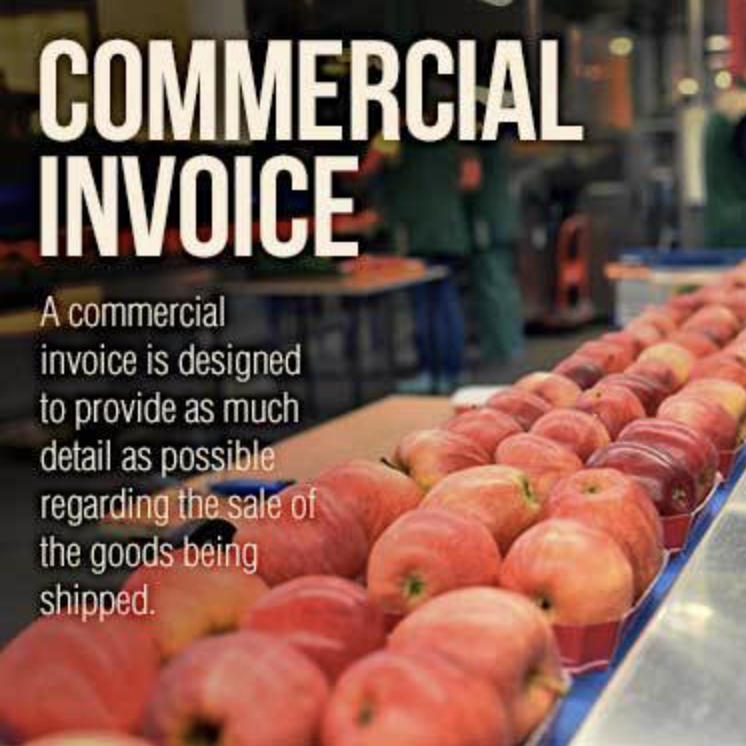 COMMERCIAL
INVOICE
A commercial
invoice is designed
to provide as much
detail as possible
regarding the sale of
the goods being
shipped.